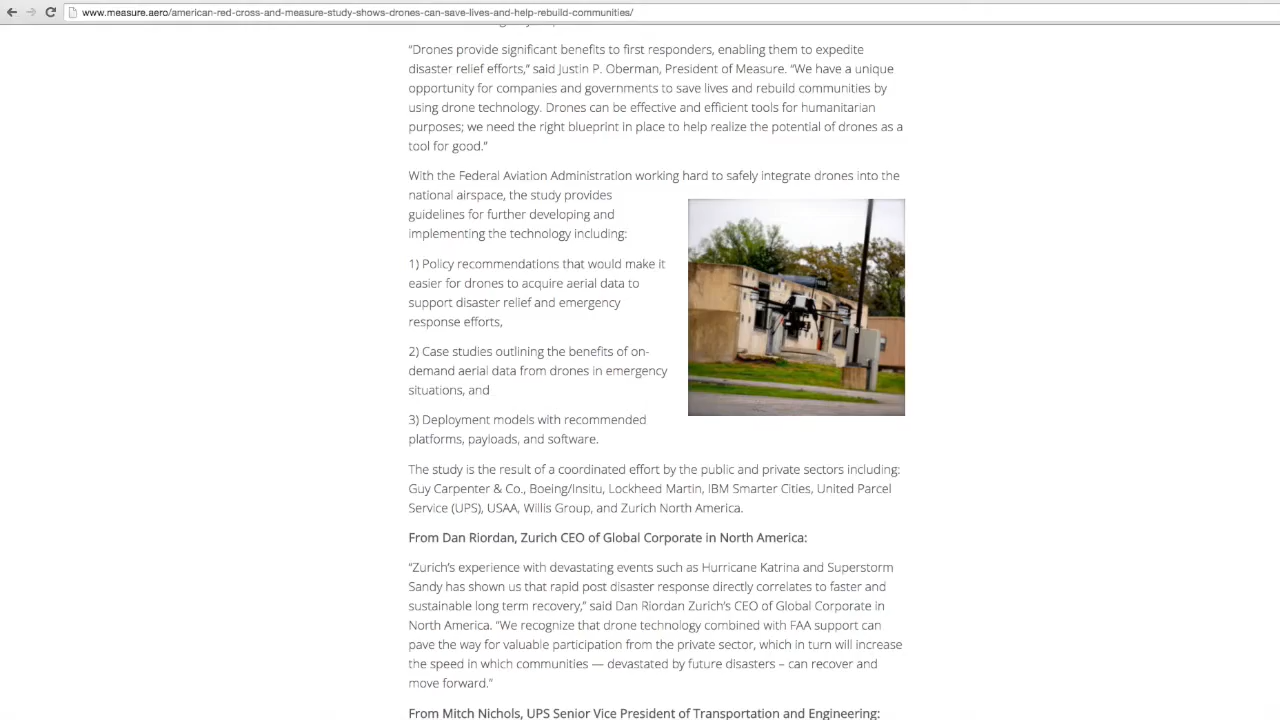 www.measure.aero/american-red-cross-and-measure-study-shows-drones-can-save-lives-and-help-rebuild-communities/
“Drones provide significant benefits to first responders, enabling them to expedite
disaster relief efforts,” said Justin P. Oberman, President of Measure. “We have a unique
opportunity for companies and governments to save lives and rebuild communities by
using drone technology. Drones can be effective and efficient tools for humanitarian
purposes; we need the right blueprint in place to help realize the potential of drones as a
tool for good.”
With the Federal Aviation Administration working hard to safely integrate drones into the
national airspace, the study provides
guidelines for further developing and
implementing the technology including:
1) Policy recommendations that would make it
easier for drones to acquire aerial data to
support disaster relief and emergency
response efforts,
2) Case studies outlining the benefits of on-
demand aerial data from drones in emergency
situations, and
3) Deployment models with recommended
platforms, payloads, and software.
The study is the result of a coordinated effort by the public and private sectors including:
Guy Carpenter & Co., Boeing/Insitu, Lockheed Martin, IBM Smarter Cities, United Parcel
Service (UPS), USAA, Willis Group, and Zurich North America.
From Dan Riordan, Zurich CEO of Global Corporate in North America:
“Zurich’s experience with devastating events such as Hurricane Katrina and Superstorm
Sandy has shown us that rapid post disaster response directly correlates to faster and
sustainable long term recovery,” said Dan Riordan Zurich’s CEO of Global Corporate in
North America. “We recognize that drone technology combined with FAA support can
pave the way for valuable participation from the private sector, which in turn will increase
the speed in which communities — devastated by future disasters – can recover and
move forward.”
From Mitch Nichols, UPS Senior Vice President of Transportation and Engineering: